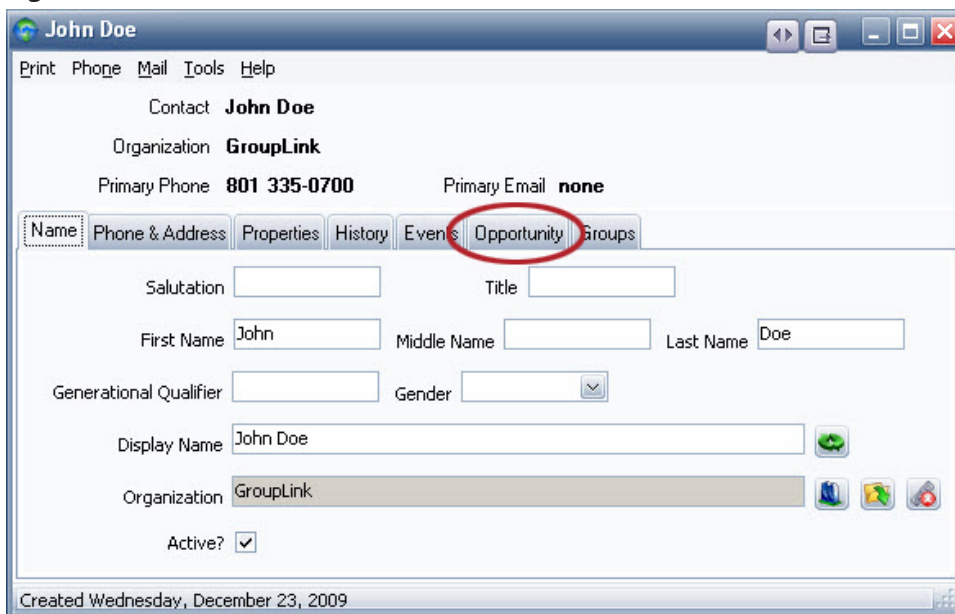 John Doe
Print Phone Mail Tools Help
Contact John Doe
Organization GroupLink
Primary Phone 801 335-0700 Primary Email none
Name Phone & Address Properties History Events Opportunity Groups
Salutation Title
First Name John Middle Name Last Name Doe
Generational Qualifier Gender
Display Name John Doe
Organization GroupLink
Active?
Created Wednesday, December 23, 2009